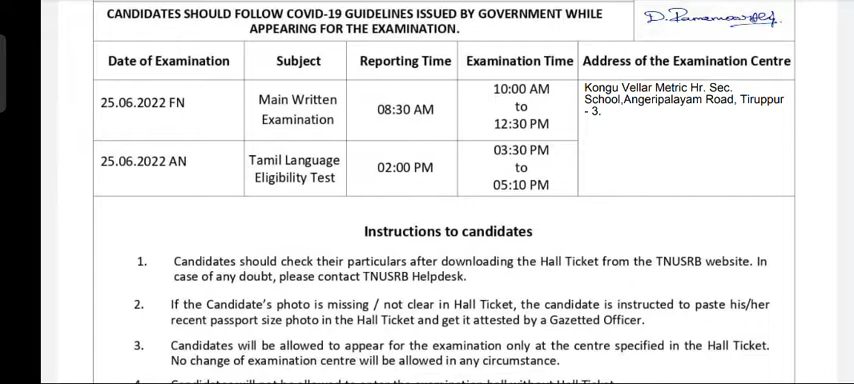 CANDIDATES SHOULD FOLLOW COVID-19 GUIDELINES ISSUED BY GOVERNMENT WHILE
APPEARING FOR THE EXAMINATION.
Date of Examination Subject Reporting Time Examination Time Address of the Examination Centre
25.06.2022 FN
Main Written
Examination
08:30 AM
10:00 AM
to
12:30 PM
Kongu Vellar Metric Hr. Sec.
School,Angeripalayam Road, Tiruppur
- 3.
25.06.2022 AN
Tamil Language
Eligibility Test
02:00 PM
03:30 PM
to
05:10 PM
Instructions to candidates
1. Candidates should check their particulars after downloading the Hall Ticket from the TNUSRB website. In
case of any doubt, please contact TNUSRB Helpdesk.
2. If the Candidate's photo is missing / not clear in Hall Ticket, the candidate is instructed to paste his/her
recent passport size photo in the Hall Ticket and get it attested by a Gazetted Officer.
3. Candidates will be allowed to appear for the examination only at the centre specified in the Hall Ticket.
No change of examination centre will be allowed in any circumstance.